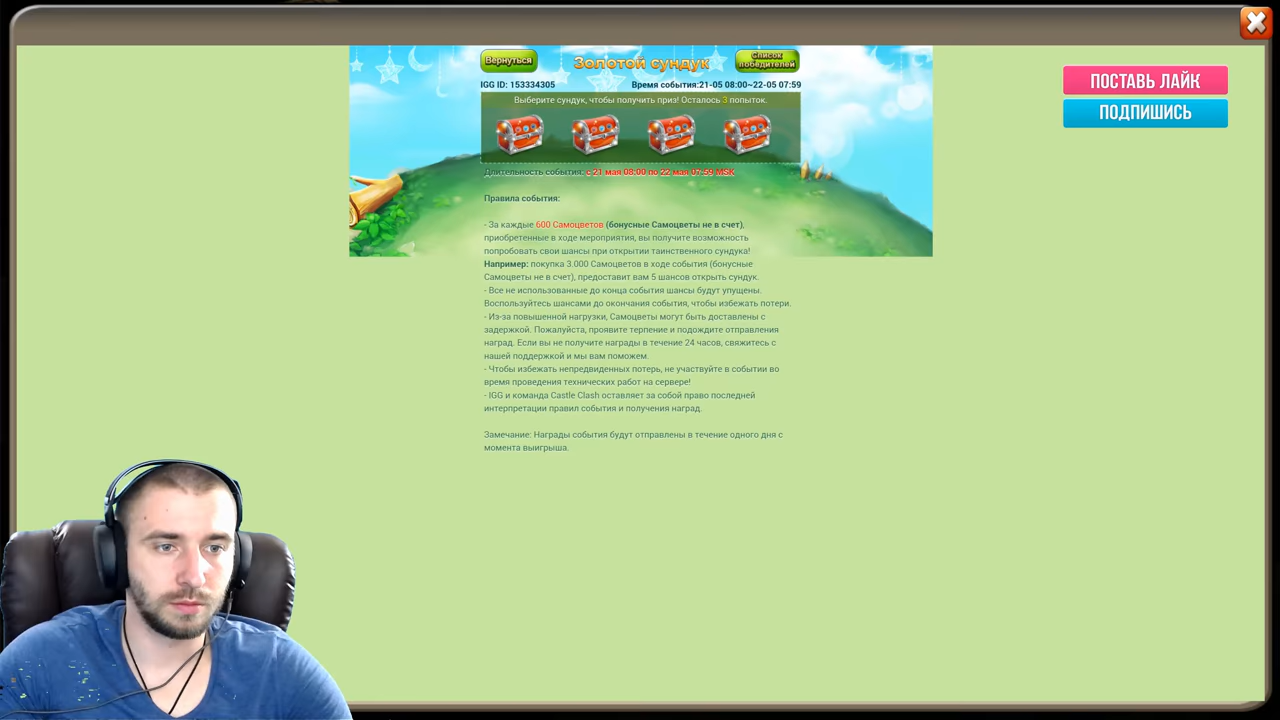 Вернуться
Золотой сундук
Список
победителей
IGG ID: 153334305
Время события:21-05 08:00~22-05 07:59
Выберите сундук, чтобы получить приз! Осталось 3 попыток.
Длительность события: с 21 мая 08:00 по 22 мая 07:59 MSK
Правила события:
- За каждые 600 Самоцветов (бонусные Самоцветы не в счет),
приобретенные в ходе мероприятия, вы получите возможность
попробовать свои шансы при открытии таинственного сундука!
Например: покупка 3.000 Самоцветов в ходе события (бонусные
Самоцветы не в счет), предоставит вам 5 шансов открыть сундук.
- Все не использованные до конца события шансы будут упущены.
Воспользуйтесь шансами до окончания события, чтобы избежать потери.
- Из-за повышенной нагрузки, Самоцветы могут быть доставлены с
задержкой. Пожалуйста, проявите терпение и подождите отправления
наград. Если вы не получите награды в течение 24 часов, свяжитесь с
нашей поддержкой и мы вам поможем.
- Чтобы избежать непредвиденных потерь, не участвуйте в событии во
время проведения технических работ на сервере!
- IGG и команда Castle Clash оставляет за собой право последней
интерпретации правил события и получения наград.
Замечание: Награды события будут отправлены в течение одного дня с
момента выигрыша.
ПОСТАВЬ ЛАЙК
ПОДПИШИСЬ